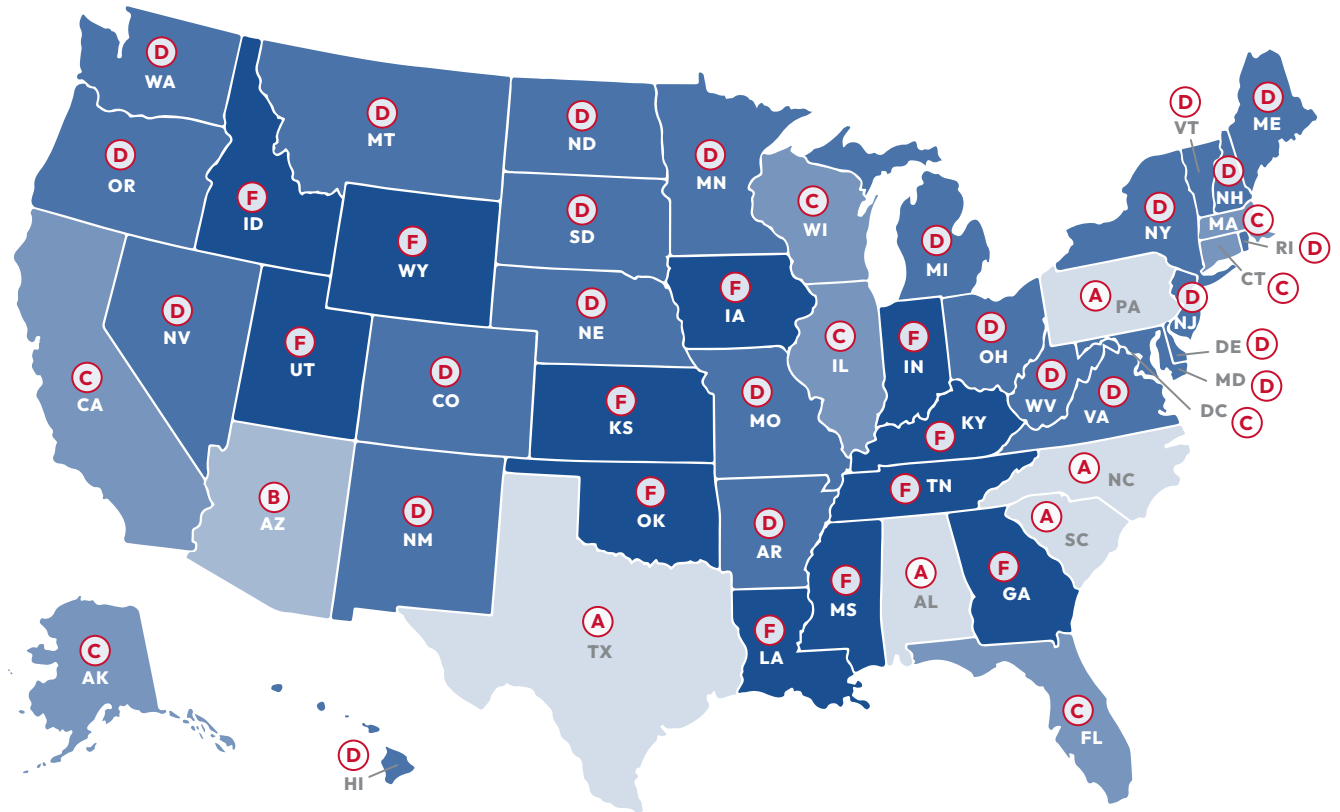 D
WA
D
OR
F
ID
D
MT
D
ND
D
SD
F
WY
D
NE
D
MN
C
WI
D
MI
F
IA
C
IL
F
IN
D
OH
C
CA
D
NV
F
UT
D
CO
F
KS
D
MO
F KY
D
WV
D
VA
F TN
A NC
A
SC
B
AZ
D
NM
F
OK
D
AR
A
TX
F
LA
F
MS
A
AL
F
GA
C
FL
C
AK
D
HI
D
VT
D
ME
D
NH
D
NY
MA C
RI D
CT C
A PA
D
NJ
DE D
MD D
DC C